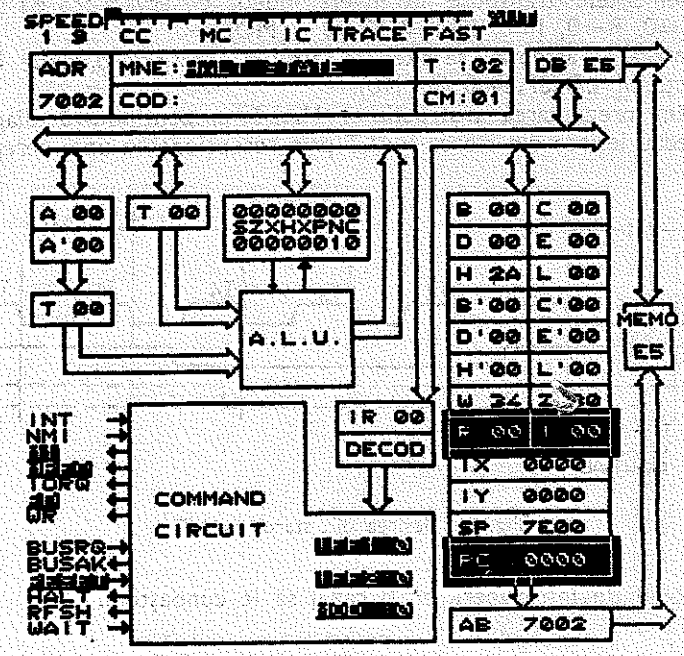 SPEED
1 9 CC MC IC TRACE FAST
ADR MNE: T :02 DB E5
7002 COD: CM:01
A 00 T 00 00000000 B 00 C 00
SZXHXPNC
A'00 00000010 D 00 E 00
H 2A L 00
T 00 B'00 C'00
MEMO
A.L.U. D'00 E'00
E5
H'00 L'00
IR 00 W 34
INT R 00 I 00
NMI DECOD
IX 0000
IORQ
WR COMMAND IY 0000
CIRCUIT SP 7E00
BUSRQ PC 0000
BUSAK
HALT
RFSH AB 7002
WAIT